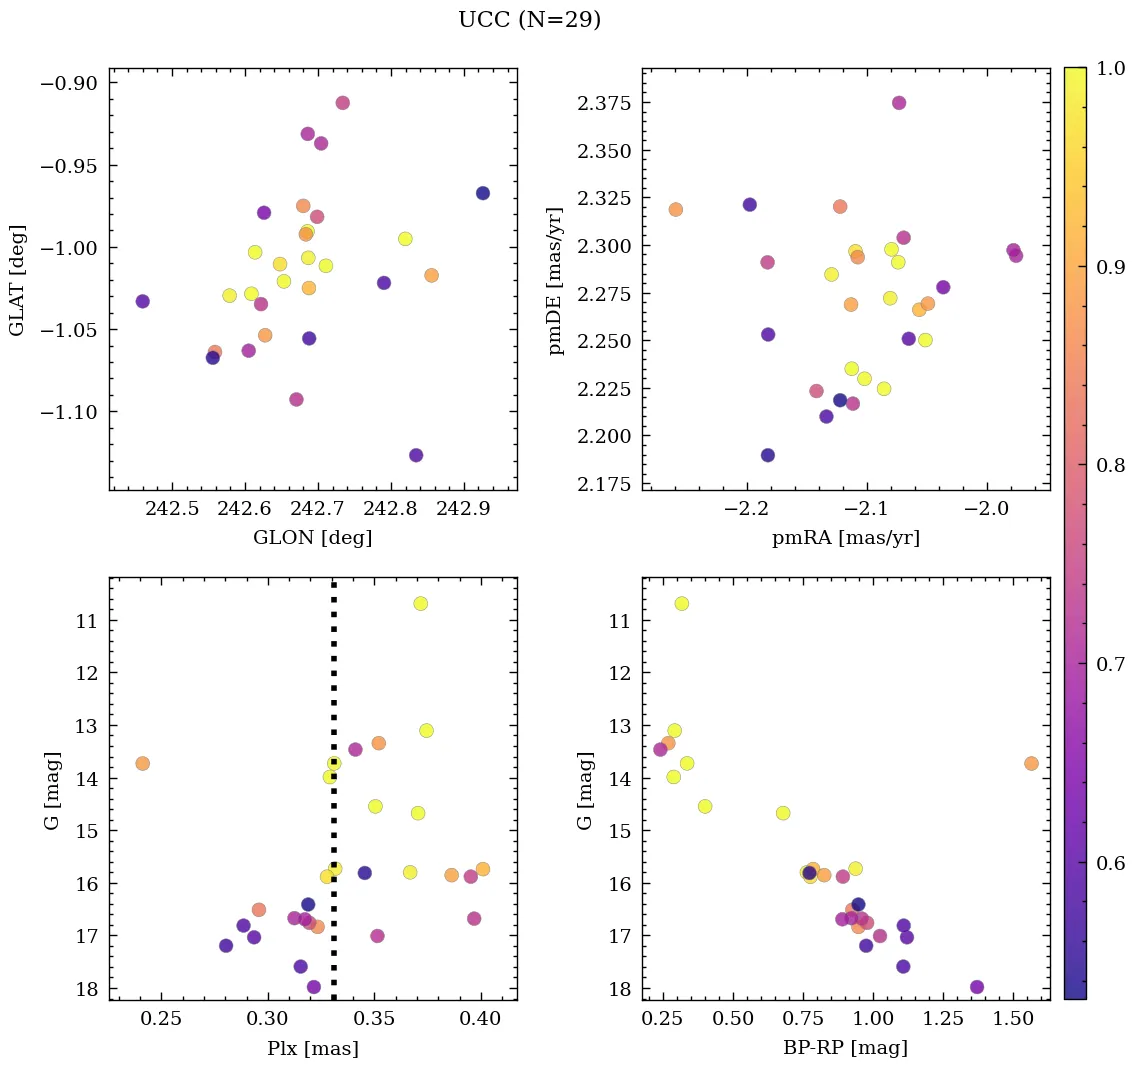 UCC (N=29)
−0.90
−0.95
−1.00
−1.05
−1.10
GLAT [deg]
242.5 242.6 242.7 242.8 242.9
GLON [deg]
2.375
2.350
2.325
2.300
2.275
2.250
2.225
2.200
2.175
pmDE [mas/yr]
−2.2 −2.1 −2.0
pmRA [mas/yr]
1.0
0.9
0.8
0.7
0.6
11
12
13
14
15
16
17
18
G [mag]
0.25 0.30 0.35 0.40
Plx [mas]
11
12
13
14
15
16
17
18
G [mag]
0.25 0.50 0.75 1.00 1.25 1.50
BP-RP [mag]